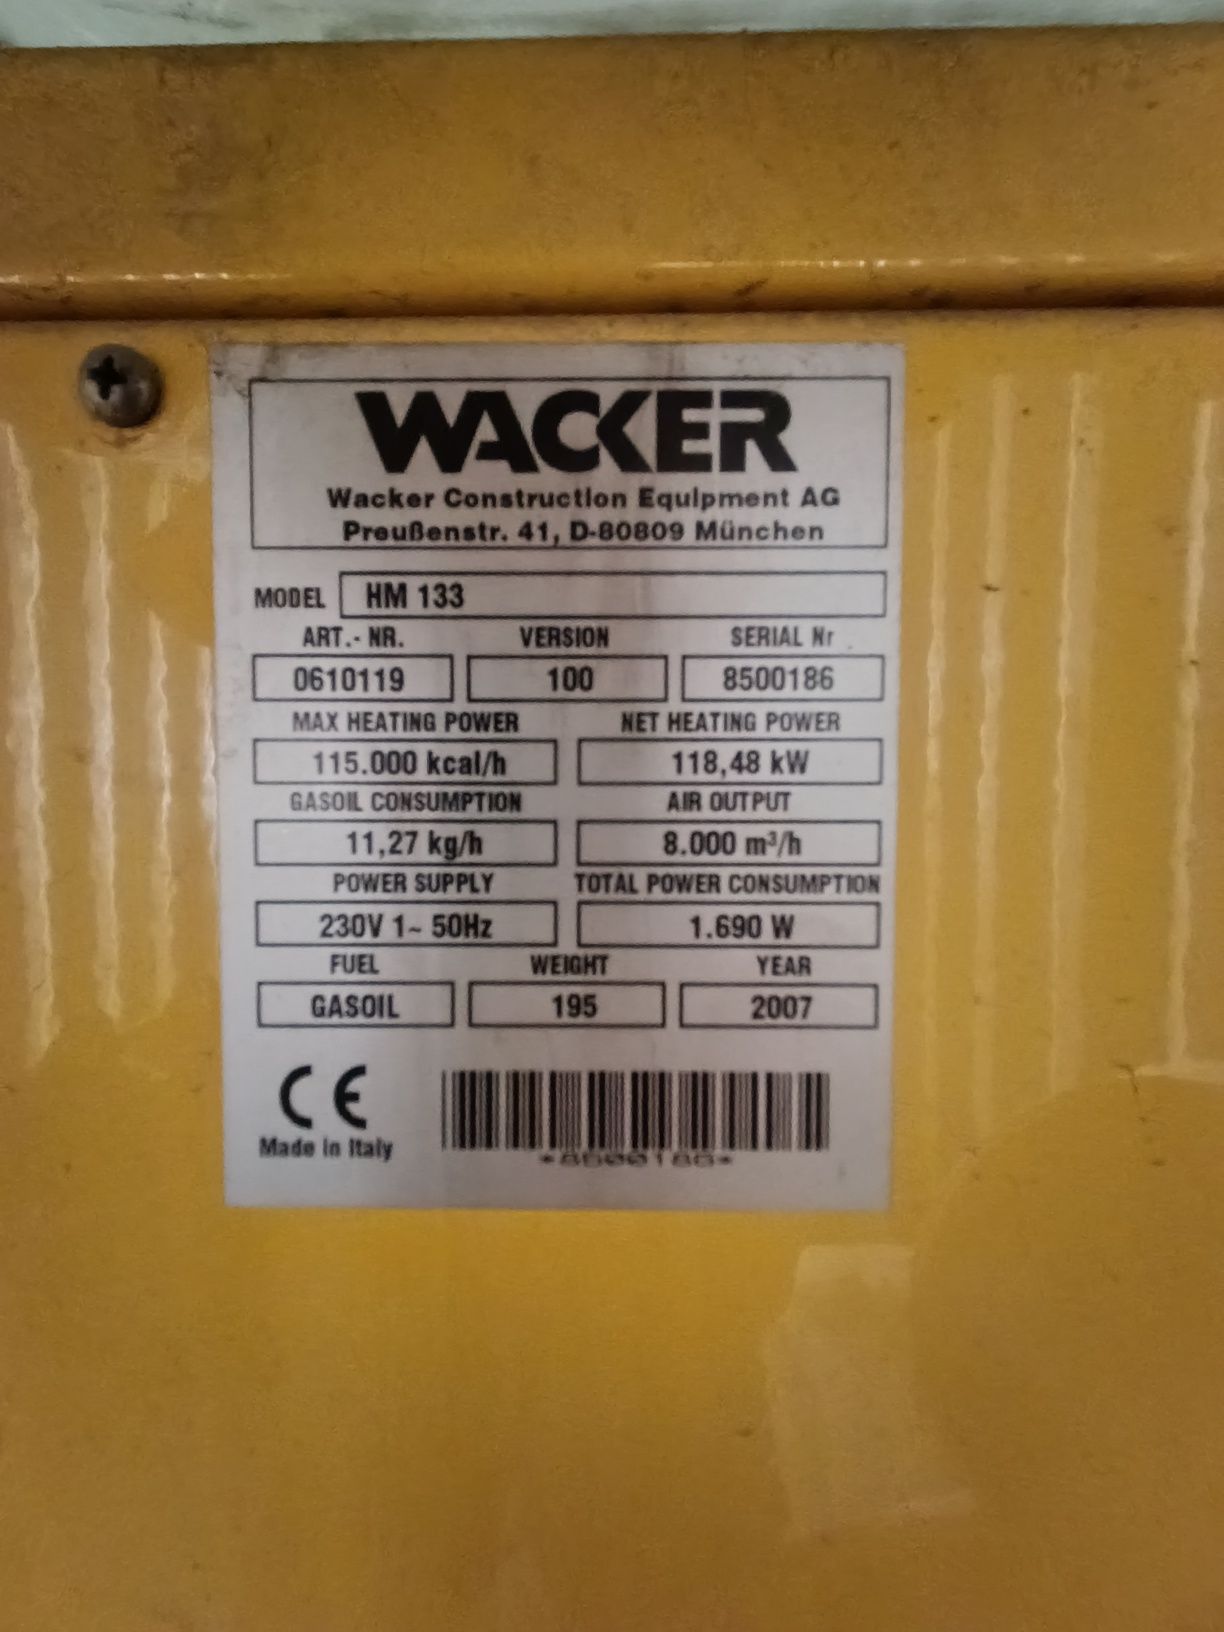 WACKER
Wacker Construction Equipment AG
Preußenstr. 41, D-80809 München
MODEL HM 133
ART.- NR. VERSION SERIAL Nr
0610119 100 8500186
MAX HEATING POWER NET HEATING POWER
115.000 kcal/h 118,48 kW
GASOIL CONSUMPTION AIR OUTPUT
11,27 kg/h 8.000 m³/h
POWER SUPPLY TOTAL POWER CONSUMPTION
230V 1~ 50Hz 1.690 W
FUEL WEIGHT YEAR
GASOIL 195 2007
CE
Made in Italy
*8500186*